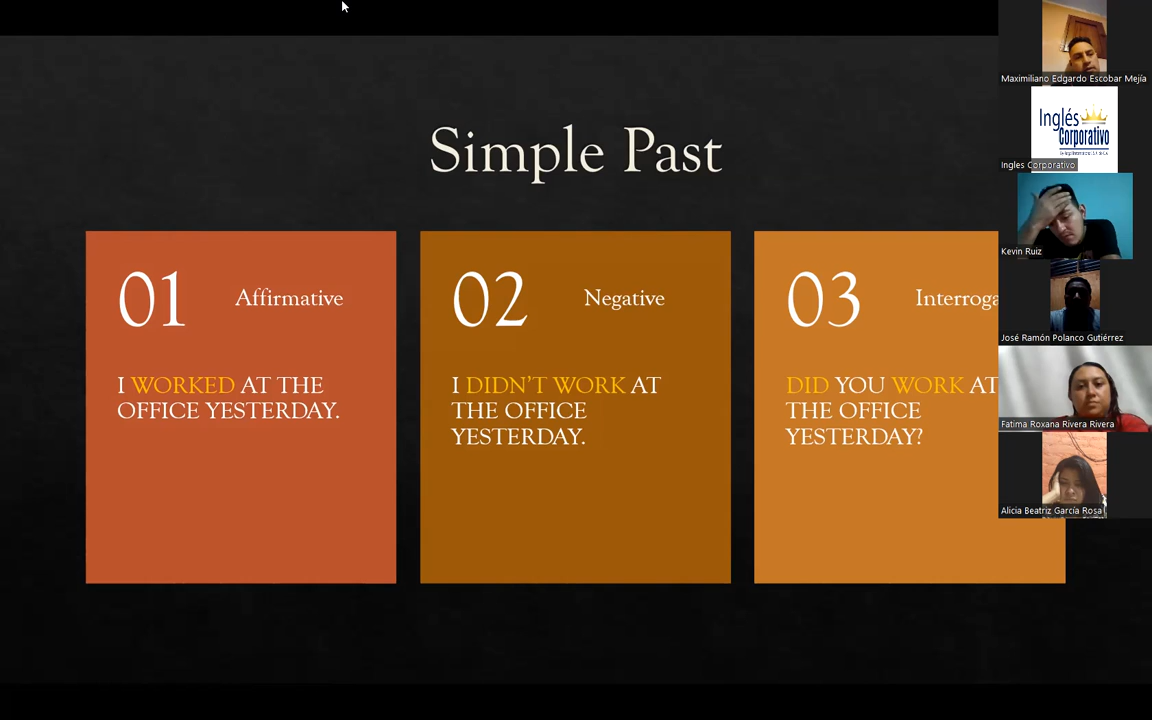 Simple Past
01 Affirmative
I WORKED AT THE
OFFICE YESTERDAY.
02 Negative
I DIDN'T WORK AT
THE OFFICE
YESTERDAY.
03 Interroga
DID YOU WORK AT
THE OFFICE
YESTERDAY?
Maximiliano Edgardo Escobar Mejía
Inglés
Corporativo
Ingles Corporativo
Kevin Ruiz
José Ramón Polanco Gutiérrez
Fatima Roxana Rivera Rivera
Alicia Beatriz García Rosa